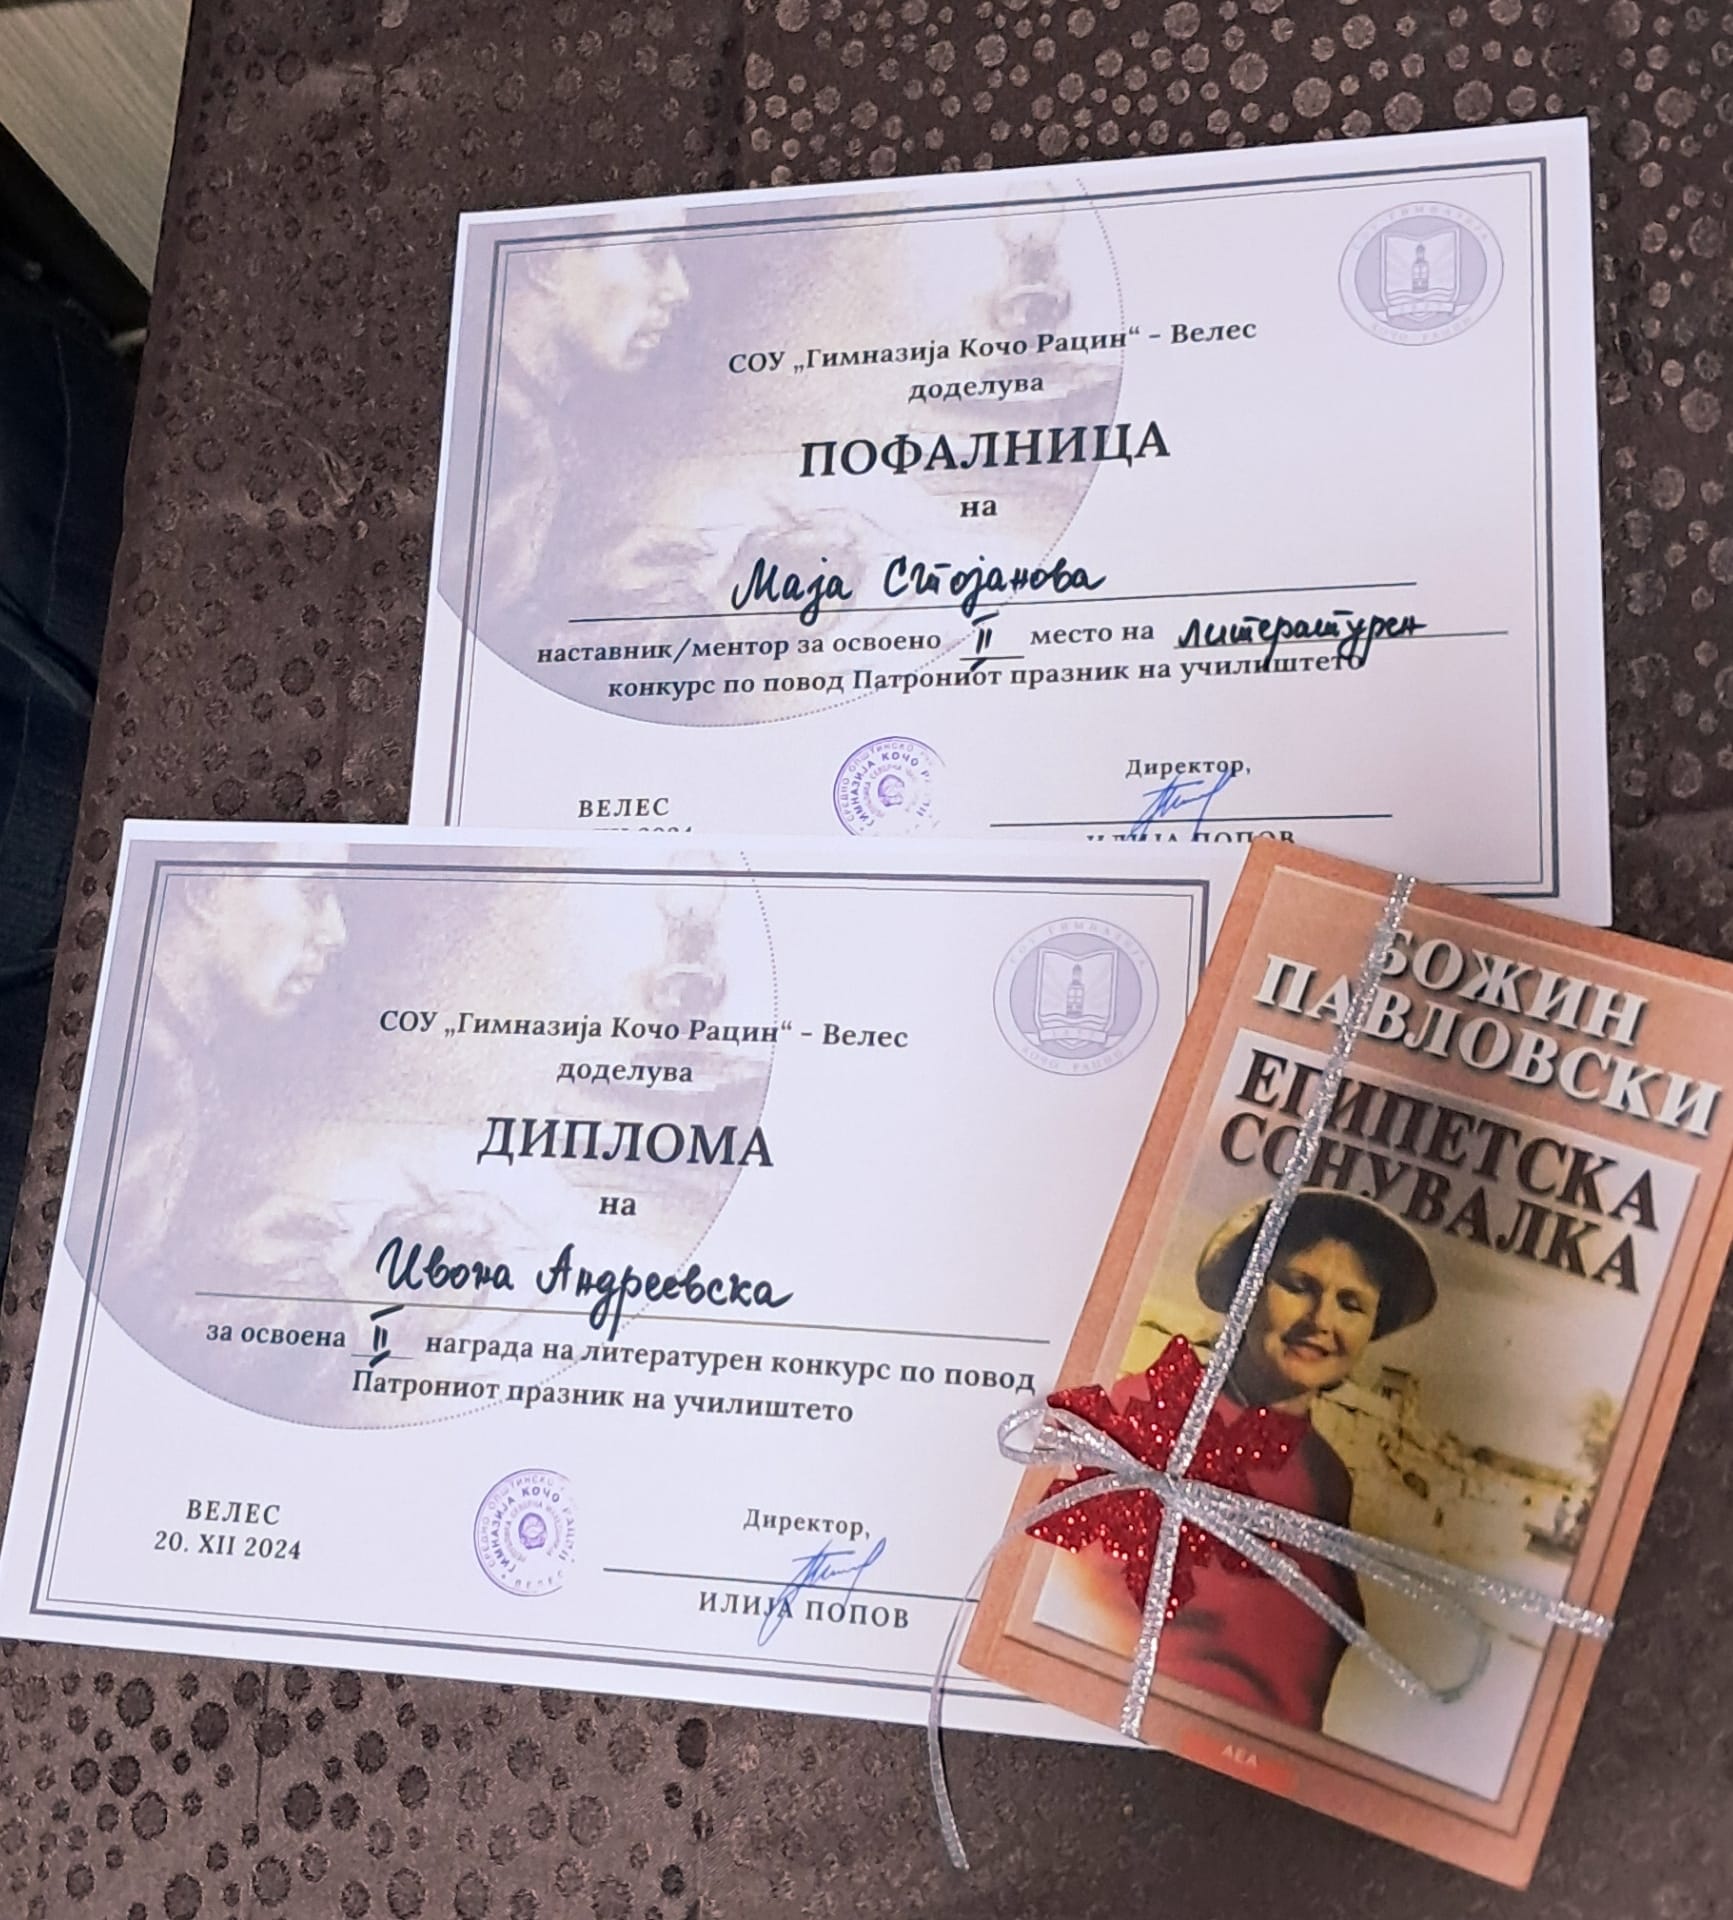 СОУ „Гимназија Кочо Рацин“ – Велес
доделува
ПОФАЛНИЦА
на
Маја Стојанова
наставник/ментор за освоено II место на литературен
конкурс по повод Патрониот празник на училиштето
Директор,
ВЕЛЕС
ИЛИЈА ПОПОВ
СОУ „Гимназија Кочо Рацин“ – Велес
доделува
ДИПЛОМА
на
Ивона Андреевска
за освоена II награда на литературен конкурс по повод
Патрониот празник на училиштето
ВЕЛЕС
20. XII 2024
Директор,
ИЛИЈА ПОПОВ
БОЖИН
ПАВЛОВСКИ
ЕГИПЕТСКА
СОНУВАЛКА